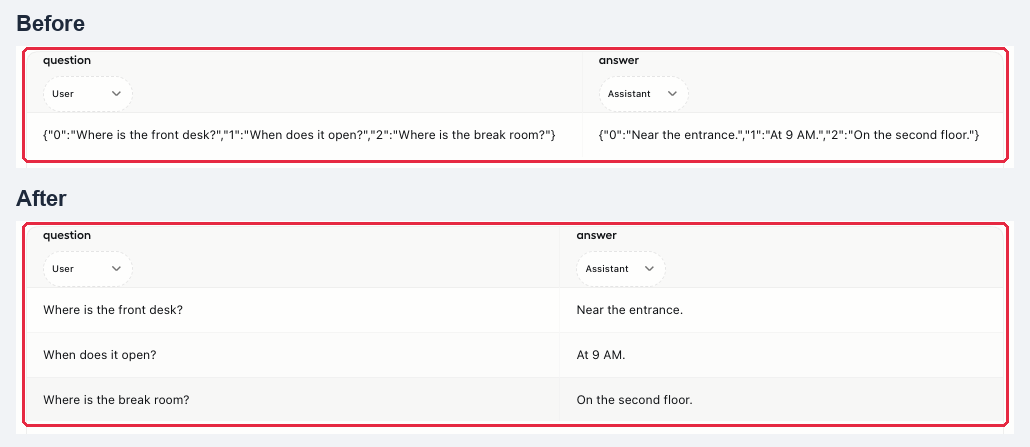 Before
question answer
User Assistant
{"0":"Where is the front desk?","1":"When does it open?","2":"Where is the break room?"} {"0":"Near the entrance.","1":"At 9 AM.","2":"On the second floor."}
After
question answer
User Assistant
Where is the front desk? Near the entrance.
When does it open? At 9 AM.
Where is the break room? On the second floor.